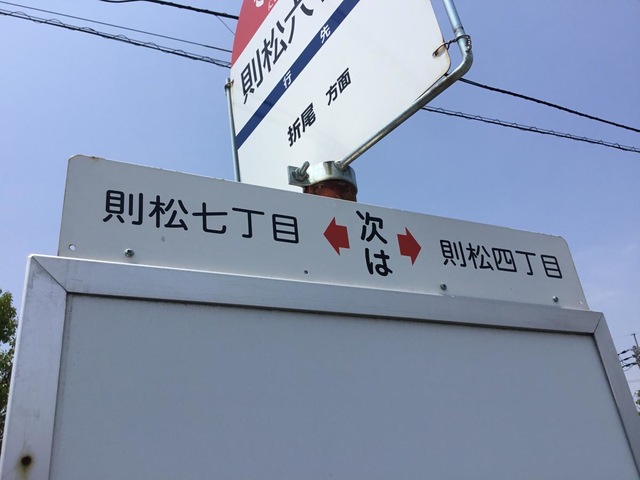 則松六
行先
折尾 方面
則松七丁目 次は 則松四丁目